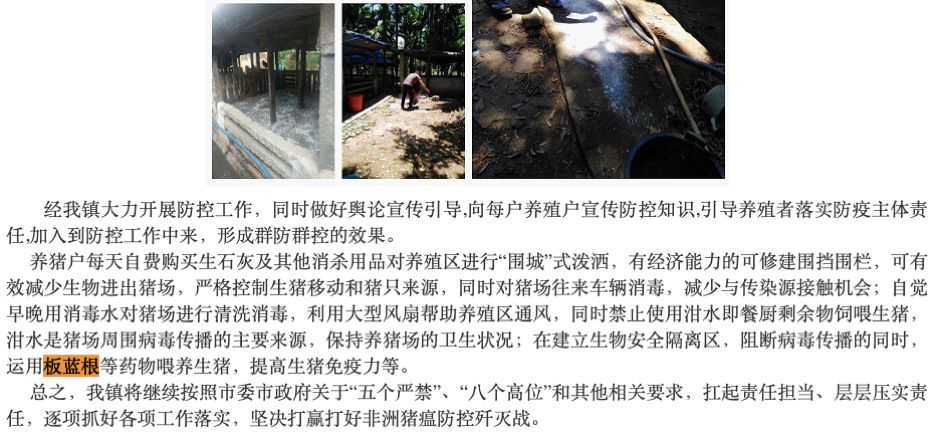 经我镇大力开展防控工作，同时做好舆论宣传引导,向每户养殖户宣传防控知识,引导养殖者落实防疫主体责
任,加入到防控工作中来，形成群防群控的效果。
养猪户每天自费购买生石灰及其他消杀用品对养殖区进行“围城”式泼洒，有经济能力的可修建围挡围栏，可有
效减少生物进出猪场，严格控制生猪移动和猪只来源，同时对猪场往来车辆消毒，减少与传染源接触机会；自觉
早晚用消毒水对猪场进行清洗消毒，利用大型风扇帮助养殖区通风，同时禁止使用泔水即餐厨剩余物饲喂生猪，
泔水是猪场周围病毒传播的主要来源，保持养猪场的卫生状况；在建立生物安全隔离区，阻断病毒传播的同时，
运用板蓝根等药物喂养生猪，提高生猪免疫力等。
总之，我镇将继续按照市委市政府关于“五个严禁”、“八个高位”和其他相关要求，扛起责任担当、层层压实责
任，逐项抓好各项工作落实，坚决打赢打好非洲猪瘟防控歼灭战。